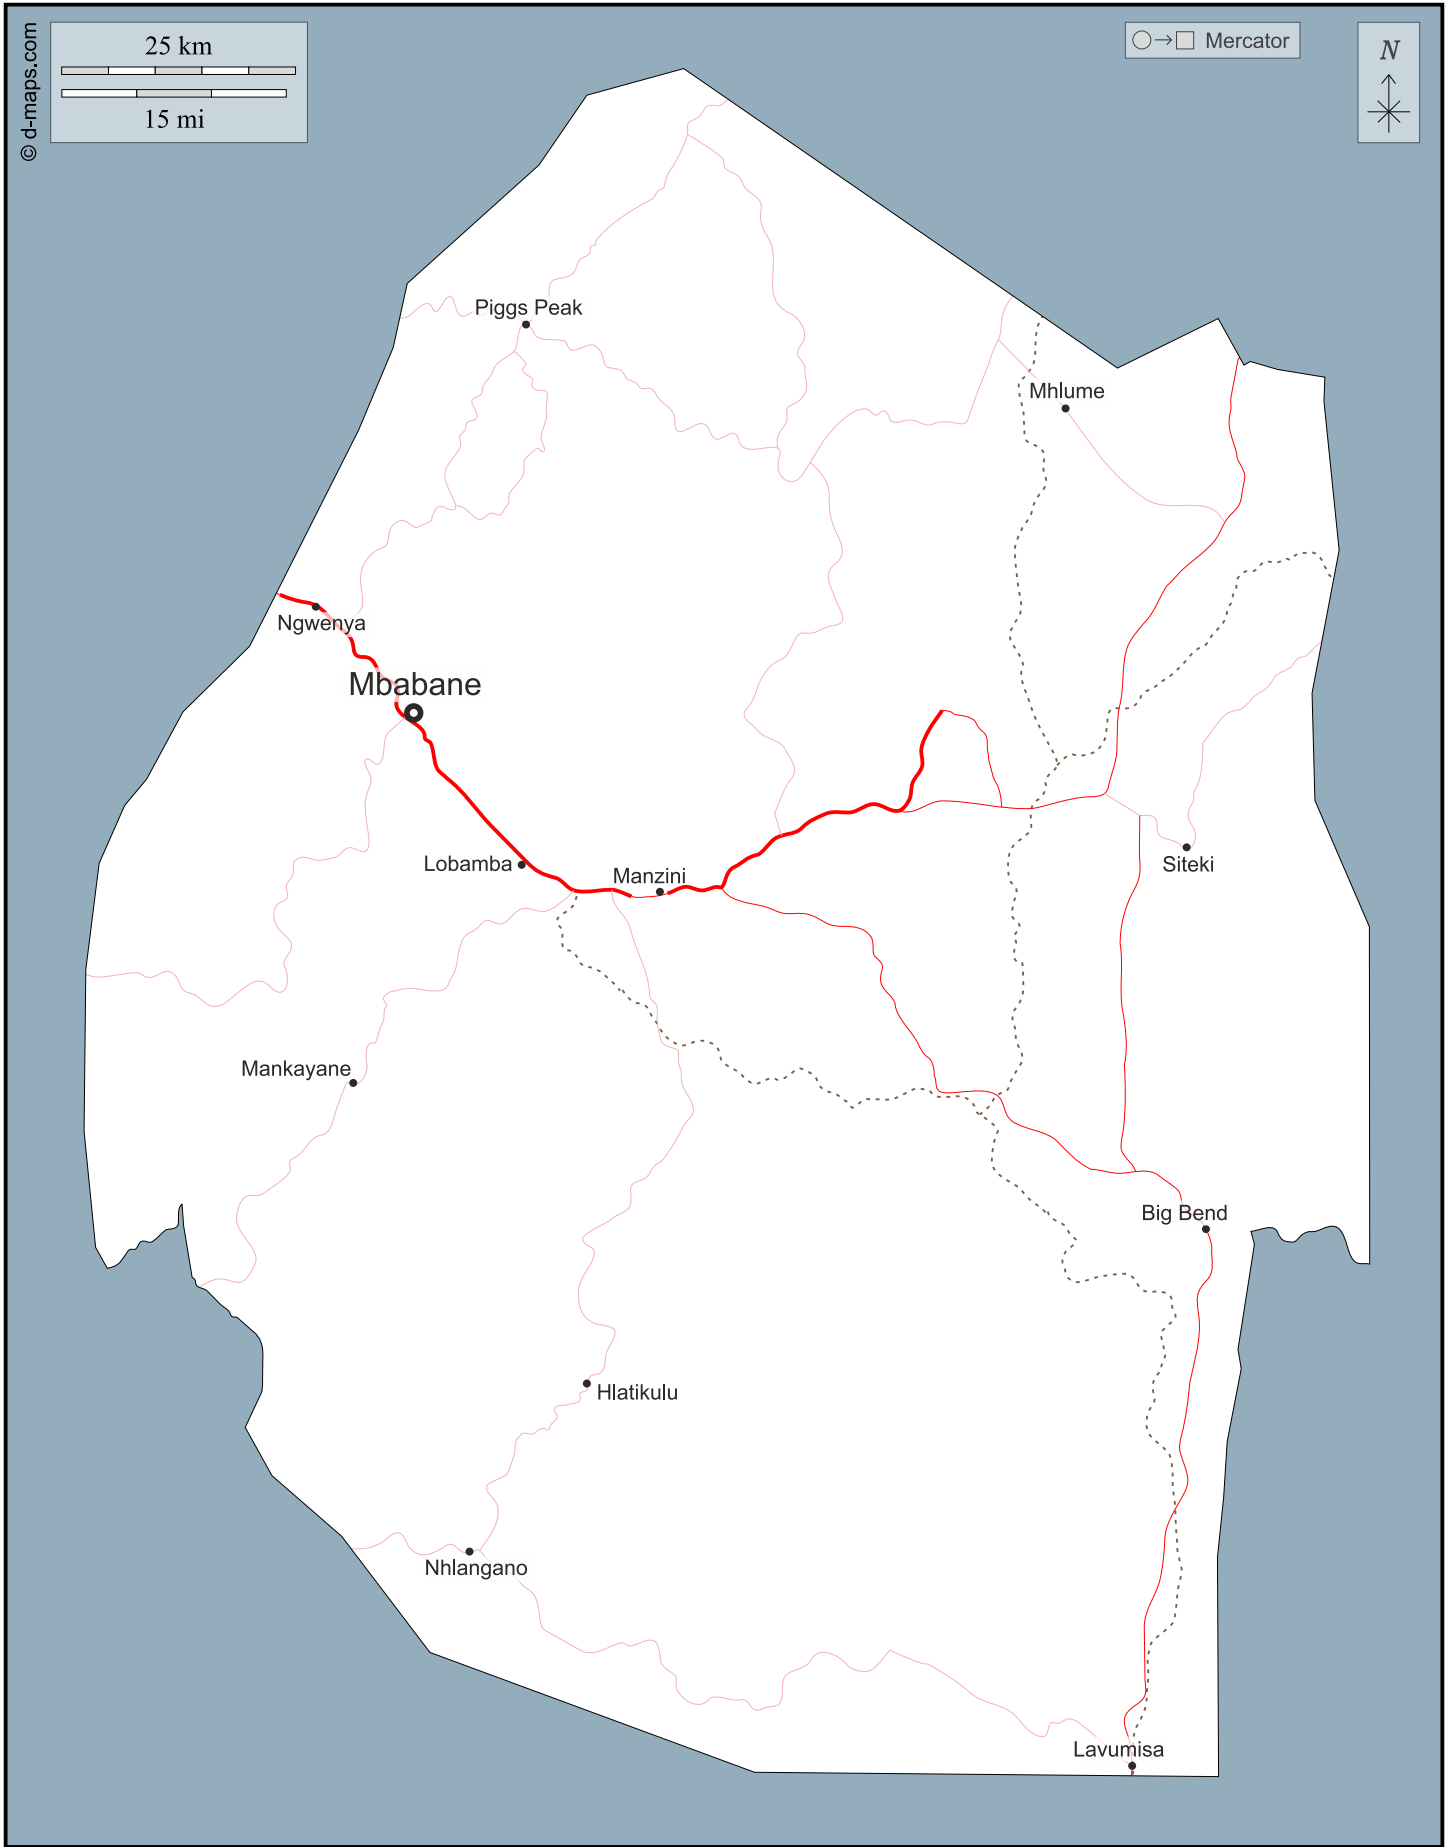 © d-maps.com
25 km
15 mi
Mercator
N
Piggs Peak
Mhlume
Ngwenya
Mbabane
Lobamba
Manzini
Siteki
Mankayane
Big Bend
Hlatikulu
Nhlangano
Lavumisa